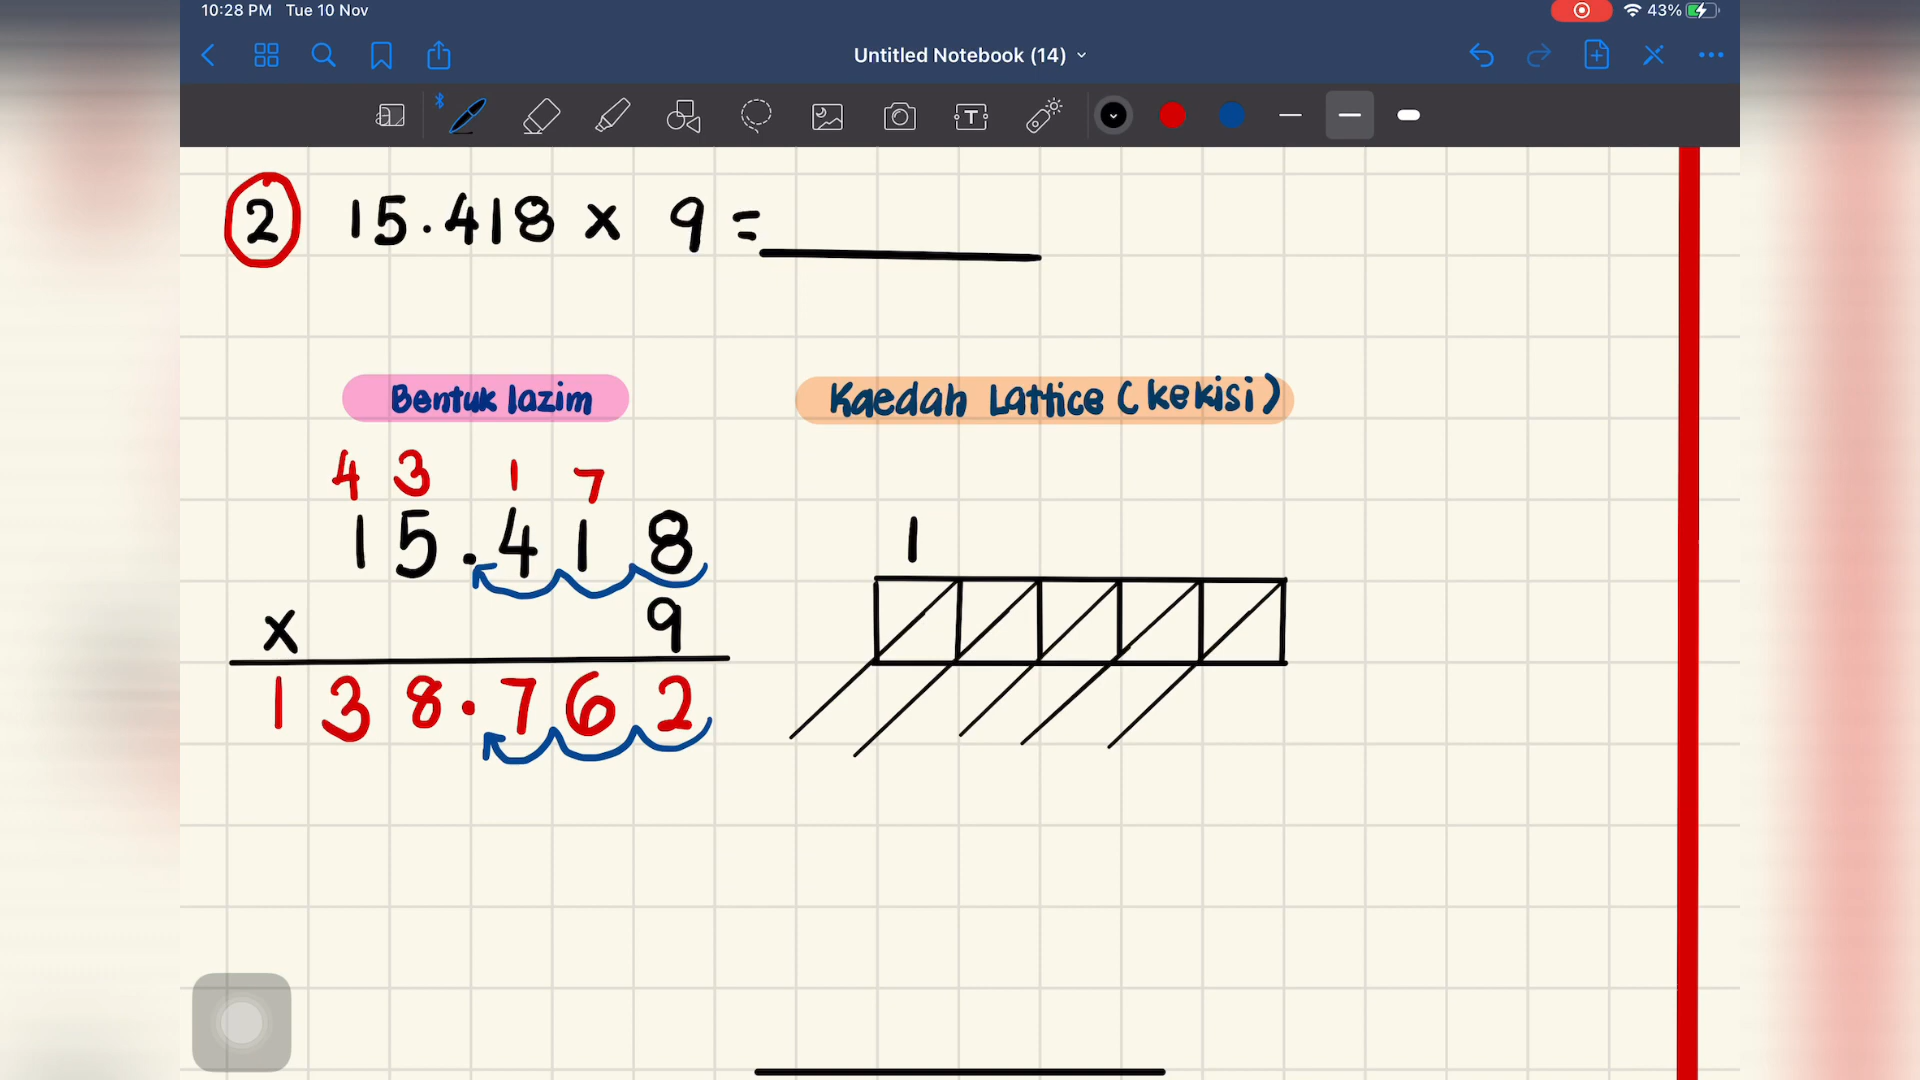 10:28 PM Tue 10 Nov
43%
Untitled Notebook (14)
T
2 15.418 x 9 = ________
Bentuk lazim
Kaedah Lattice (kekisi)
4 3 1 7
15.418
x 9
138.762
1